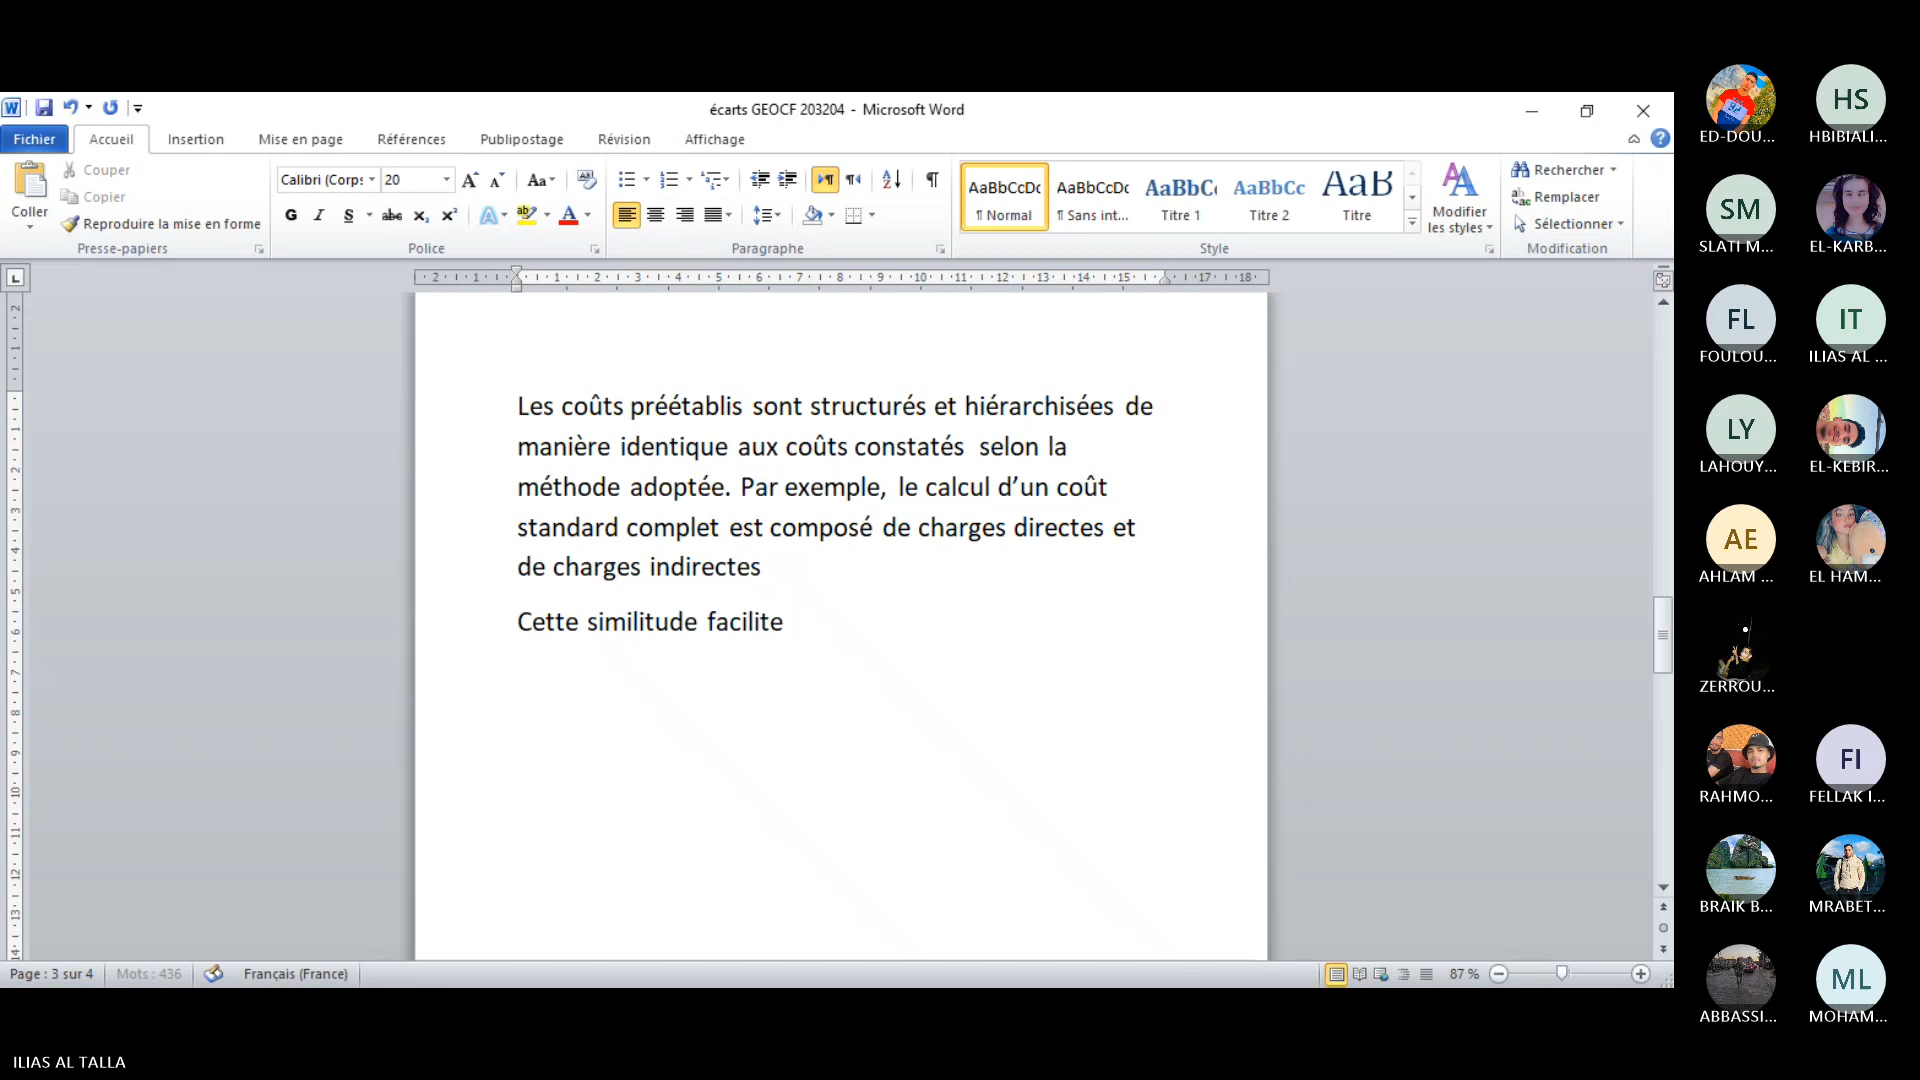 écarts GEOCF 203204 - Microsoft Word
Fichier Accueil Insertion Mise en page Références Publipostage Révision Affichage
Coller
Couper
Copier
Reproduire la mise en forme
Presse-papiers
Calibri (Corps 20
Police
Paragraphe
AaBbCcDc AaBbCcDc AaBbC AaBbCc AaB
¶ Normal ¶ Sans int... Titre 1 Titre 2 Titre
Modifier les styles
Style
Rechercher
Remplacer
Sélectionner
Modification
Les coûts préétablis sont structurés et hiérarchisées de
manière identique aux coûts constatés selon la
méthode adoptée. Par exemple, le calcul d’un coût
standard complet est composé de charges directes et
de charges indirectes
Cette similitude facilite
Page : 3 sur 4 Mots : 436 Français (France) 87 %
ED-DOU... HS HBIBIALI...
SM SLATI M... EL-KARB...
FL FOULOU... IT ILIAS AL ...
LY LAHOUY... EL-KEBIR...
AE AHLAM ... EL HAM...
ZERROU...
RAHMO... FI FELLAK I...
BRAIK B... MRABET...
ABBASSI... ML MOHAM...
ILIAS AL TALLA